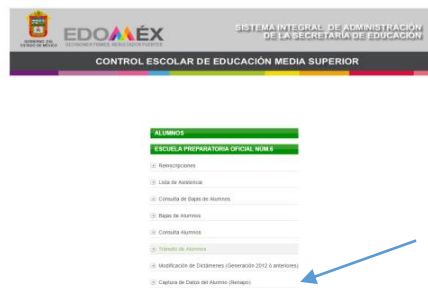 GOBIERNO DEL
ESTADO DE MÉXICO
EDOMÉX
DECISIONES FIRMES, RESULTADOS FUERTES
SISTEMA INTEGRAL DE ADMINISTRACIÓN
DE LA SECRETARÍA DE EDUCACIÓN
CONTROL ESCOLAR DE EDUCACIÓN MEDIA SUPERIOR
ALUMNOS
ESCUELA PREPARATORIA OFICIAL NÚM.6
Reinscripciones
Lista de Asistencia
Consulta de Bajas de Alumnos
Bajas de Alumnos
Consulta Alumnos
Tránsito de Alumnos
Modificación de Dictámenes (Generación 2012 ó anteriores)
Captura de Datos del Alumno (Renapo)